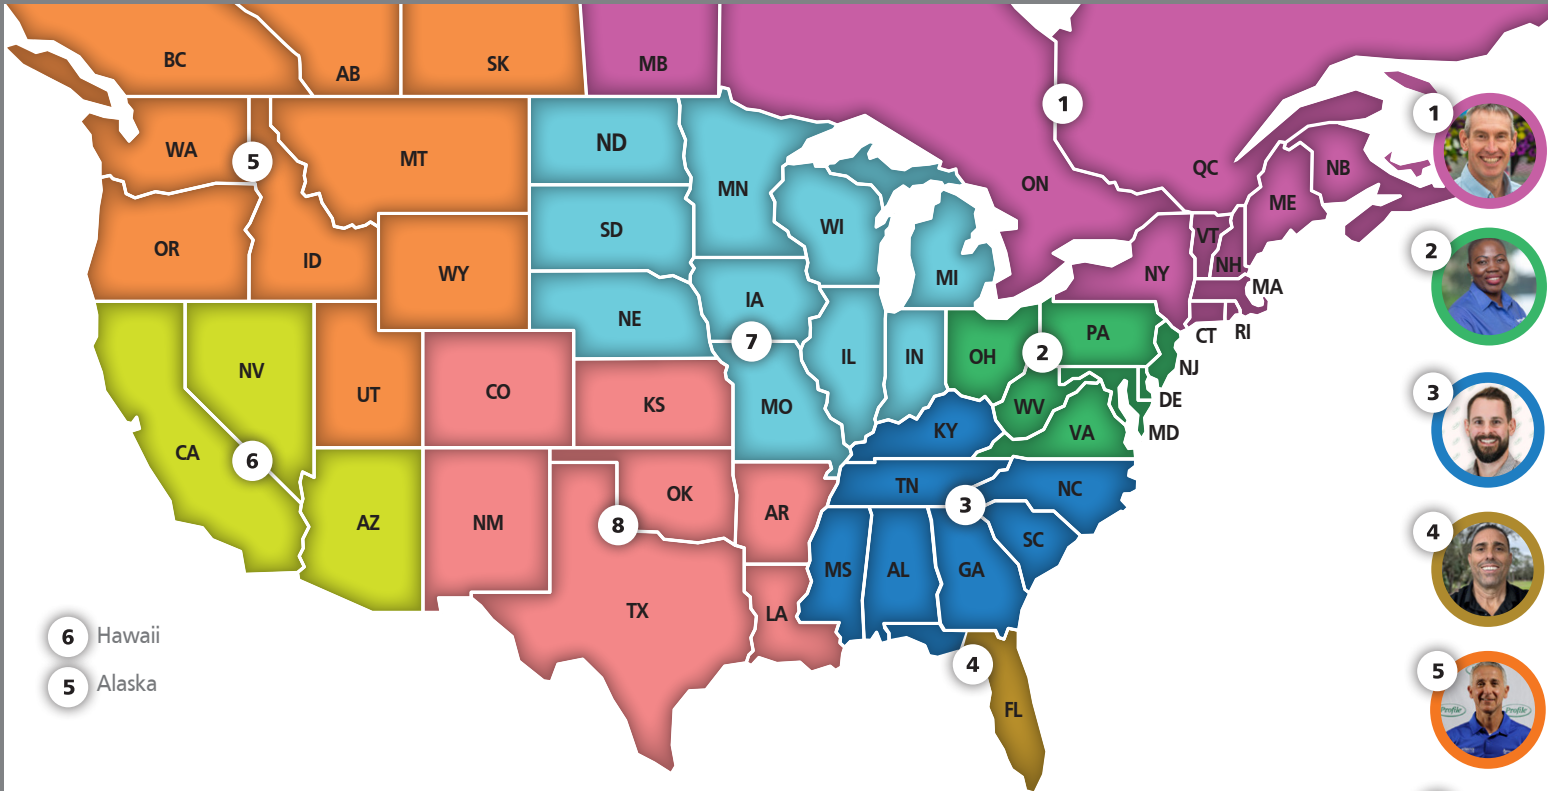 BC
AB
SK
MB
1
ON
QC
NB
ME
VT
NH
NY
MA
CT
RI
WA
5
MT
ND
MN
OR
ID
WY
SD
WI
MI
NE
IA
7
IL
IN
OH
2
PA
NJ
DE
MD
WV
VA
NV
UT
CO
KS
MO
KY
CA
6
AZ
NM
OK
8
AR
TN
3
NC
SC
MS
AL
GA
TX
LA
4
FL
6 Hawaii
5 Alaska
1
2
3
4
5
Profile
Profile